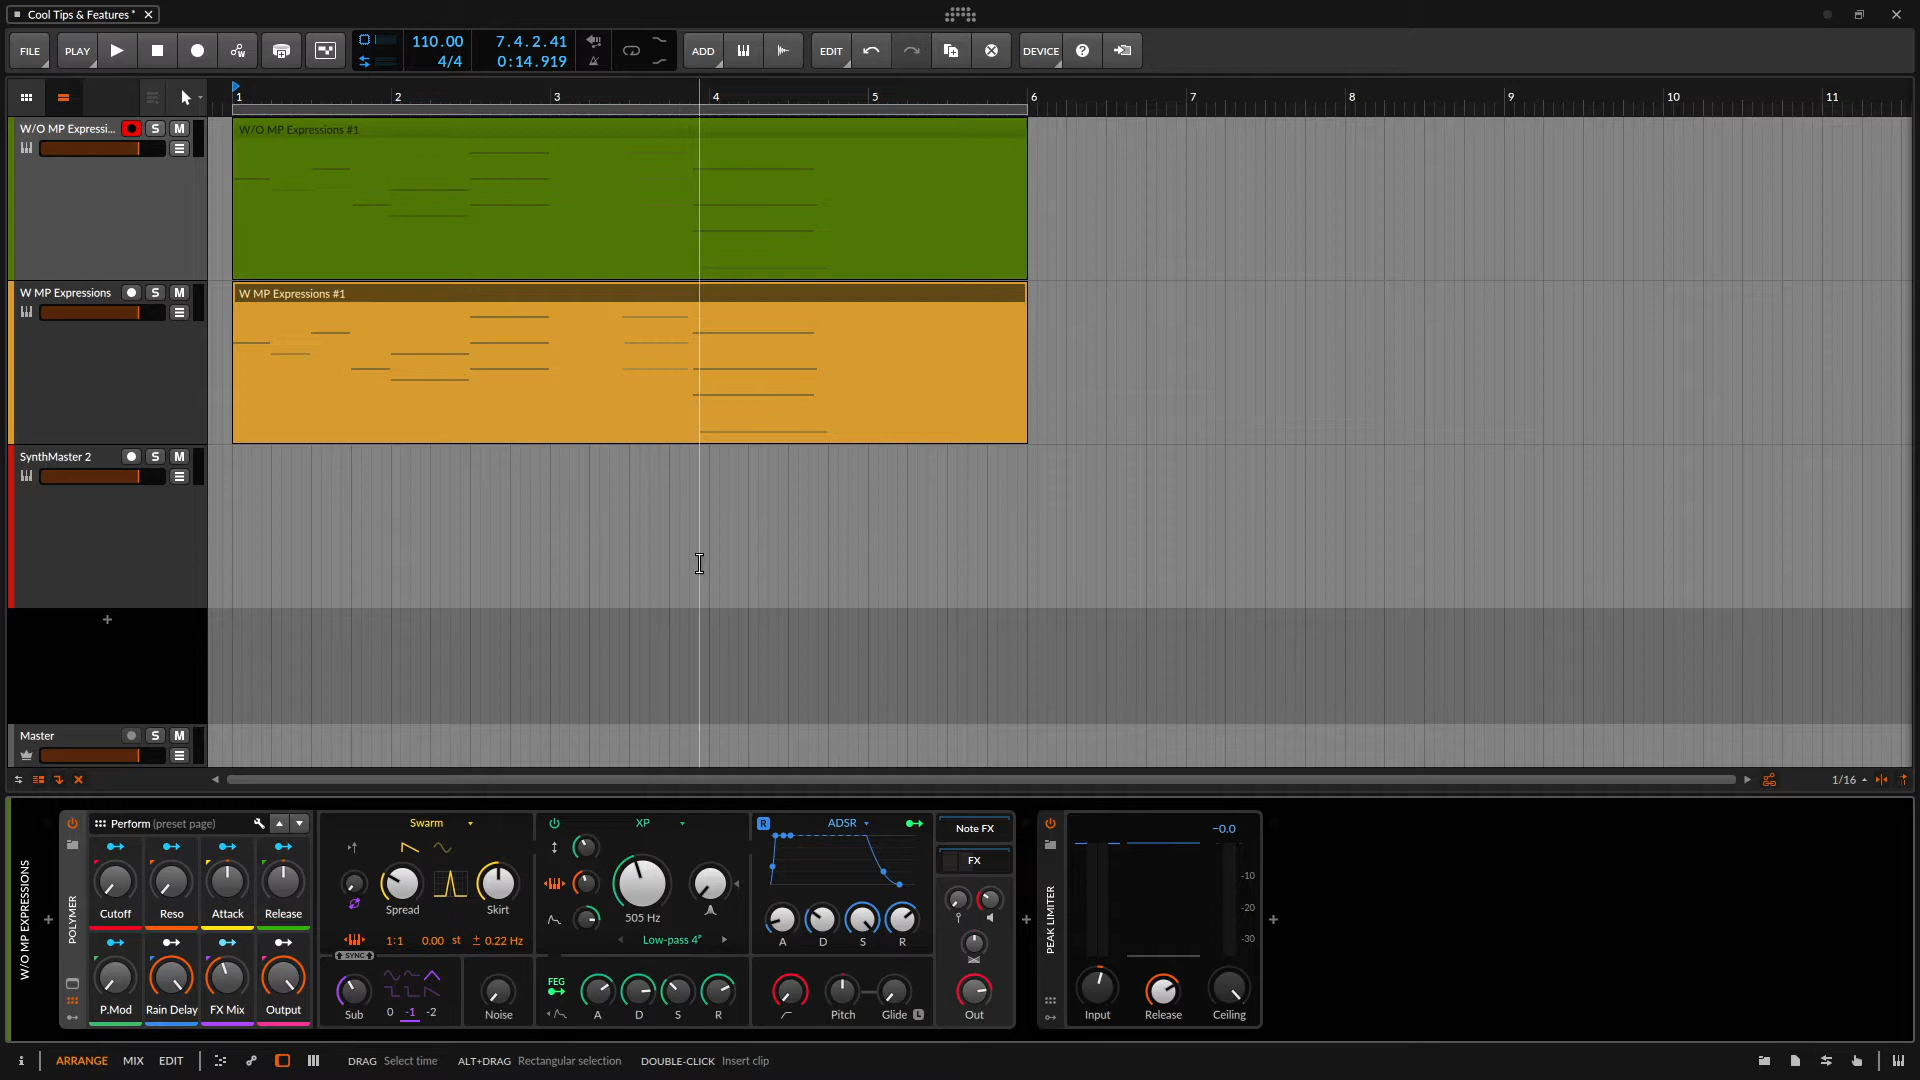 Cool Tips & Features *
FILE PLAY 110.00 4/4 7.4.2.41 0:14.919 ADD EDIT DEVICE
1 2 3 4 5 6 7 8 9 10 11
W/O MP Expressi... S M
W/O MP Expressions #1
W MP Expressions S M
W MP Expressions #1
SynthMaster 2 S M
Master S M
1/16
W/O MP EXPRESSIONS
POLYMER
Perform (preset page)
Cutoff Reso Attack Release
P.Mod Rain Delay FX Mix Output
Swarm
Spread Skirt
1:1 0.00 st ± 0.22 Hz
SYNC
Sub 0 -1 -2 Noise
XP
505 Hz
Low-pass 4ᵖ
FEG A D S R
R ADSR
A D S R
Pitch Glide L
Note FX
FX
Out
PEAK LIMITER
-0.0
-10
-20
-30
Input Release Ceiling
i ARRANGE MIX EDIT DRAG Select time ALT+DRAG Rectangular selection DOUBLE-CLICK Insert clip